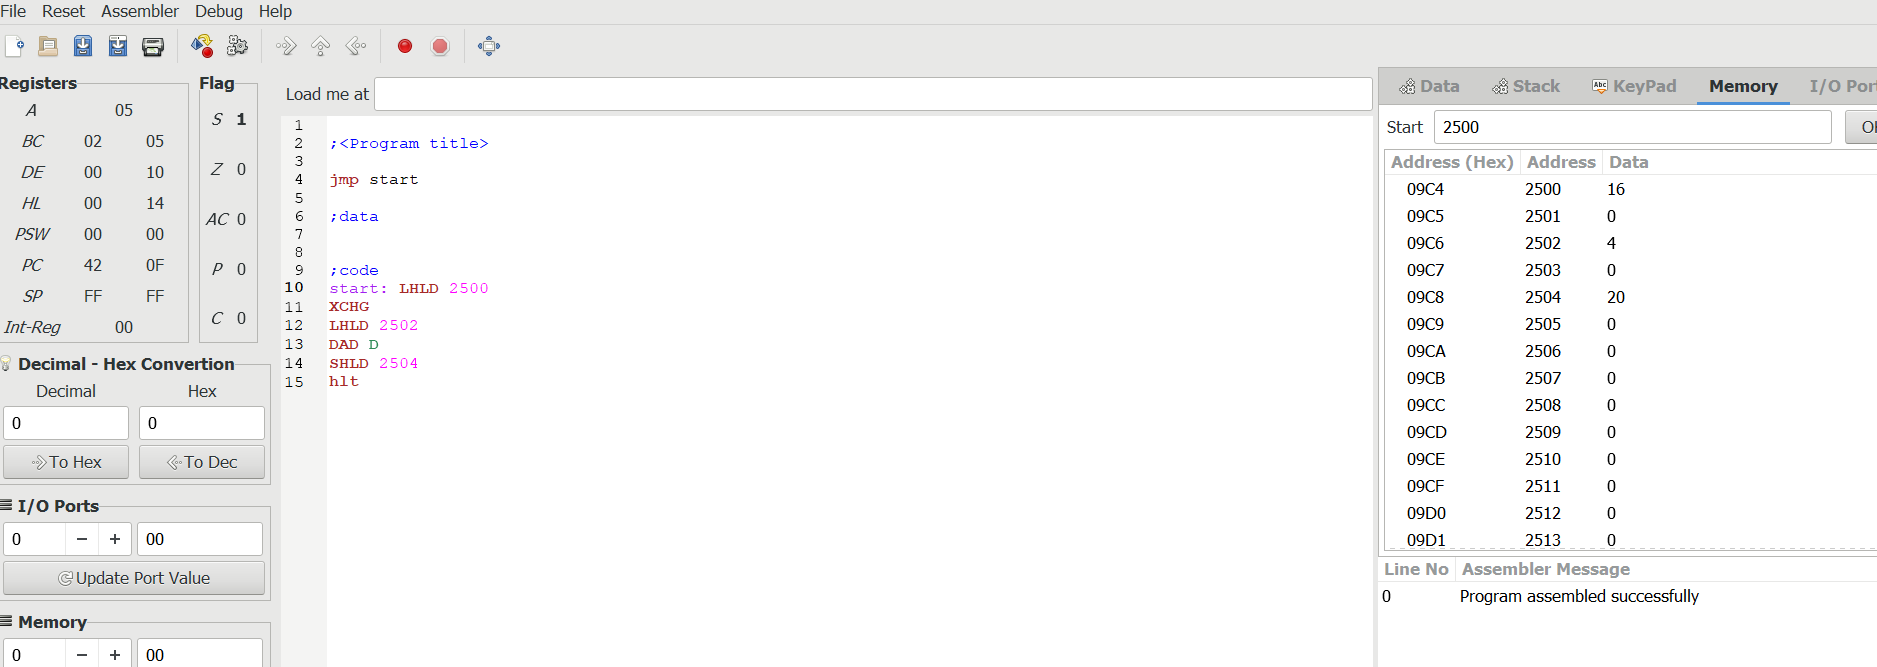 File Reset Assembler Debug Help
Registers
A 05
BC 02 05
DE 00 10
HL 00 14
PSW 00 00
PC 42 0F
SP FF FF
Int-Reg 00
Flag
S 1
Z 0
AC 0
P 0
C 0
Decimal - Hex Convertion
Decimal Hex
0 0
To Hex To Dec
I/O Ports
0 − + 00
Update Port Value
Memory
0 − + 00
Load me at
1
2 ;<Program title>
3
4 jmp start
5
6 ;data
7
8
9 ;code
10 start: LHLD 2500
11 XCHG
12 LHLD 2502
13 DAD D
14 SHLD 2504
15 hlt
Data Stack Abc KeyPad Memory I/O Por
Start 2500 O
Address (Hex) Address Data
09C4 2500 16
09C5 2501 0
09C6 2502 4
09C7 2503 0
09C8 2504 20
09C9 2505 0
09CA 2506 0
09CB 2507 0
09CC 2508 0
09CD 2509 0
09CE 2510 0
09CF 2511 0
09D0 2512 0
09D1 2513 0
Line No Assembler Message
0 Program assembled successfully